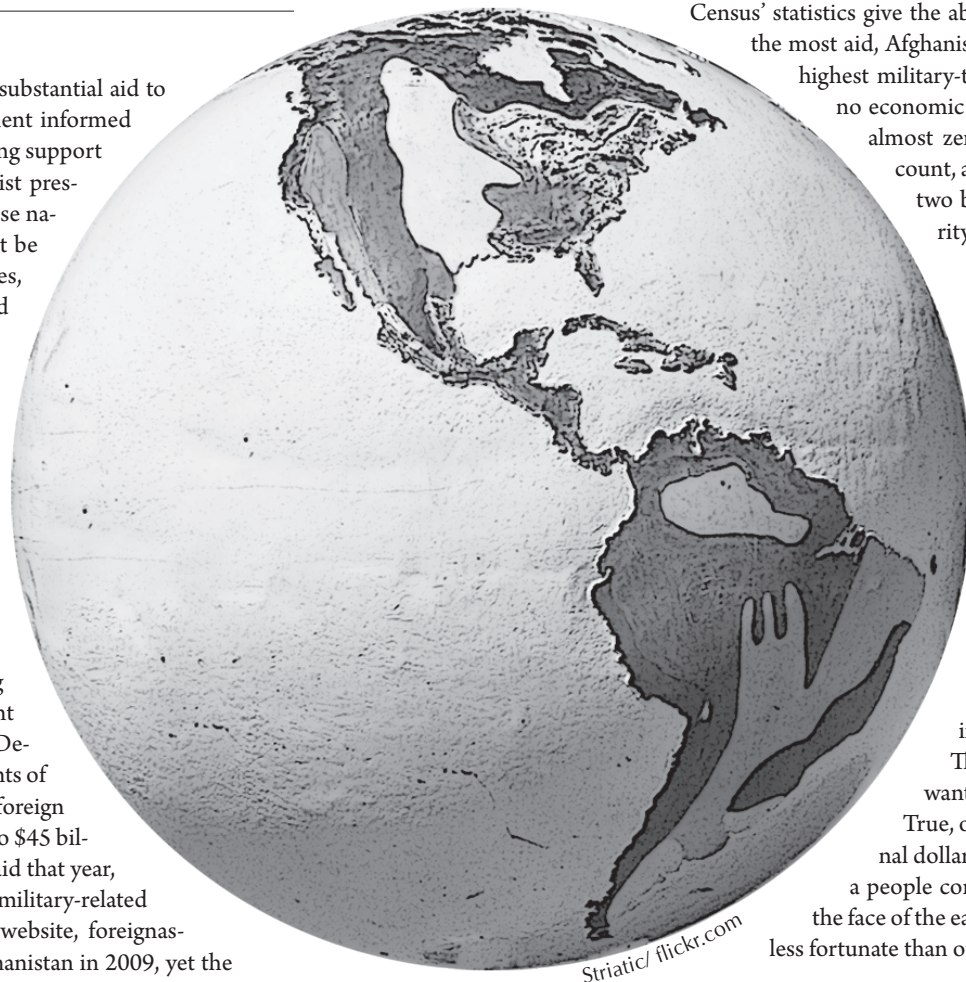 substantial aid to
ent informed
ng support
ist pres-
se na-
t be
es,
d
g
nt
De-
nts of
foreign
o $45 bil-
aid that year,
military-related
website, foreignas-
hanistan in 2009, yet the
Census’ statistics give the ab
the most aid, Afghanis
highest military-t
no economic
almost zer
count, a
two b
rity
i
Th
want
True, o
nal dollar
a people con
the face of the ea
less fortunate than o
Striatic/ flickr.com